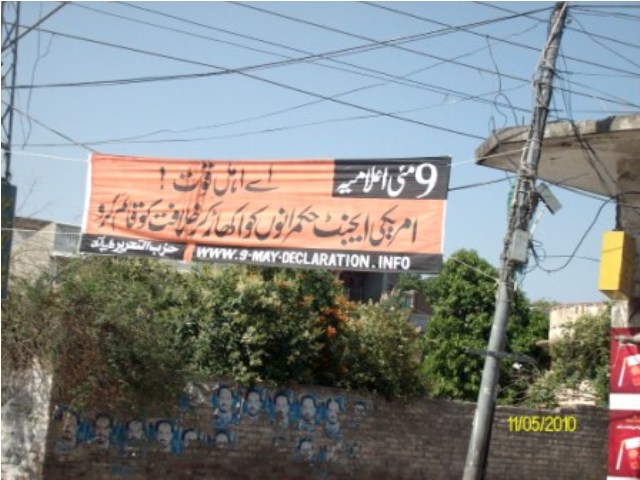 9 مئی اعلامیہ
اے اہل قوت !
امریکی ایجنٹ حکمرانوں کو اکھاڑ کر خلافت کو قائم کرو
حزب التحریر
WWW.9-MAY-DECLARATION.INFO
11/05/2010